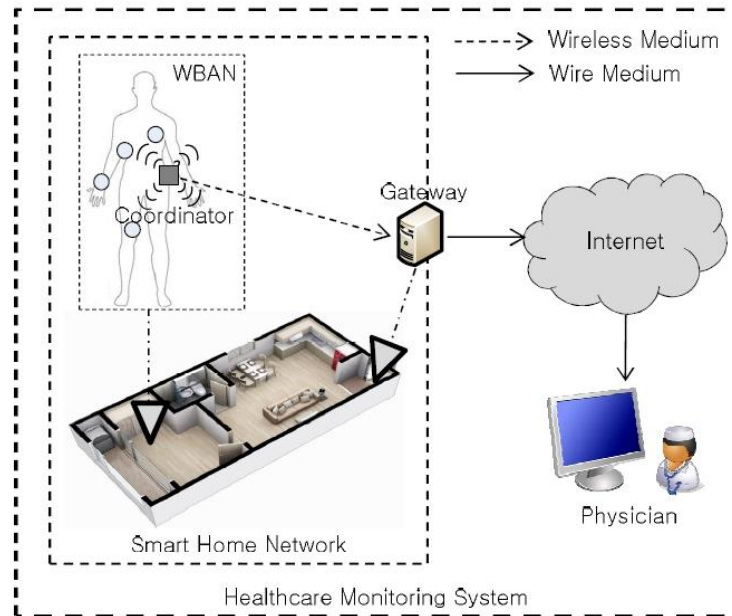 Wireless Medium
WBAN
Wire Medium
Gateway
Coordinator
Internet
Physician
Smart Home Network
Healthcare Monitoring System